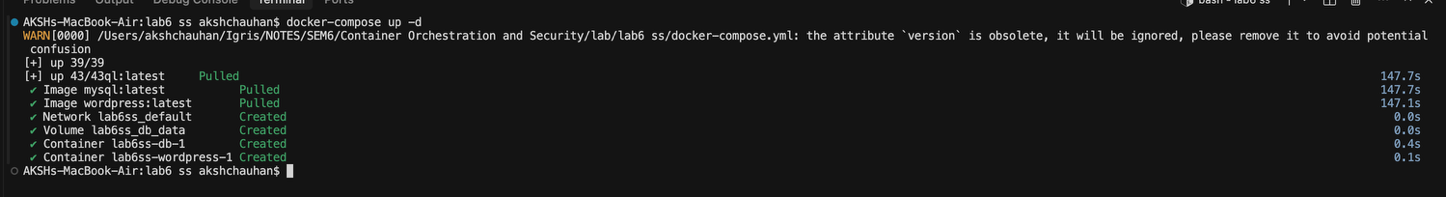 Problems Output Debug Console Terminal Ports
bash - lab6 ss
AKSHs-MacBook-Air:lab6 ss akshchauhan$ docker-compose up -d
WARN[0000] /Users/akshchauhan/Igris/NOTES/SEM6/Container Orchestration and Security/lab/lab6 ss/docker-compose.yml: the attribute `version` is obsolete, it will be ignored, please remove it to avoid potential
confusion
[+] up 39/39
[+] up 43/43ql:latest Pulled 147.7s
✔ Image mysql:latest Pulled 147.7s
✔ Image wordpress:latest Pulled 147.1s
✔ Network lab6ss_default Created 0.0s
✔ Volume lab6ss_db_data Created 0.0s
✔ Container lab6ss-db-1 Created 0.4s
✔ Container lab6ss-wordpress-1 Created 0.1s
AKSHs-MacBook-Air:lab6 ss akshchauhan$